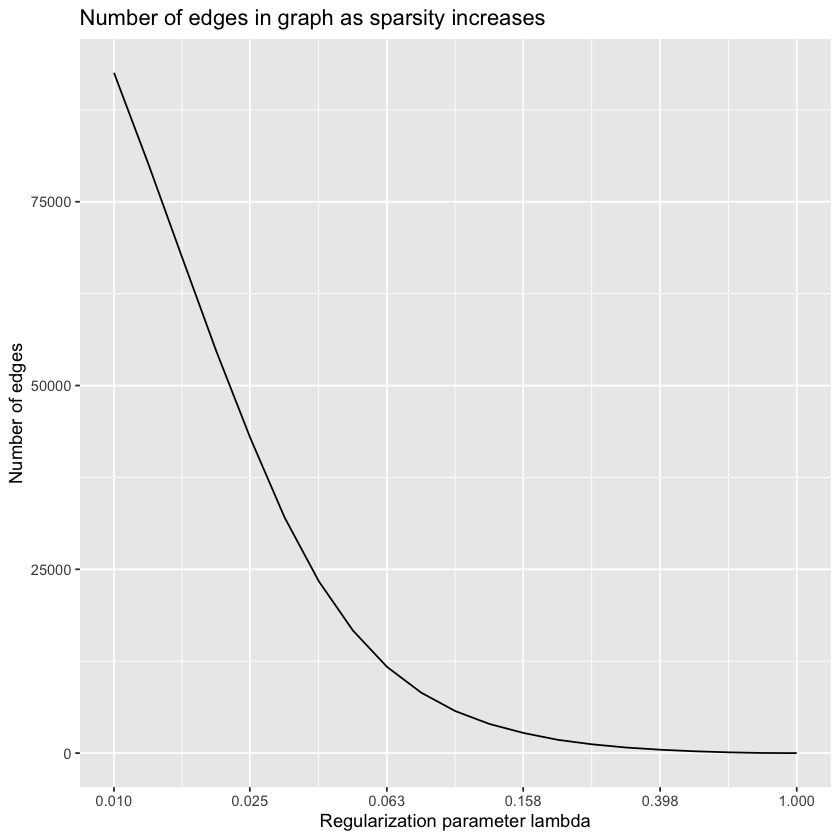 Number of edges in graph as sparsity increases
Number of edges
75000
50000
25000
0
0.010 0.025 0.063 0.158 0.398 1.000
Regularization parameter lambda